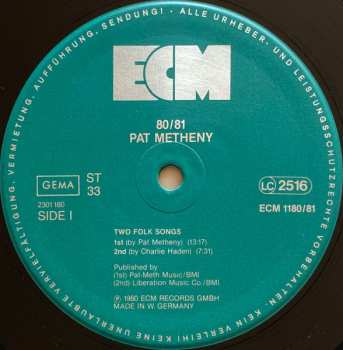 KEINE UNERLAUBTE VERVIELFÄLTIGUNG, VERMIETUNG, AUFFÜHRUNG, SENDUNG! · ALLE URHEBER- UND LEISTUNGSSCHUTZRECHTE VORBEHALTEN · KEIN VERLEIH!
ECM
80/81
PAT METHENY
GEMA
ST
33
LC 2516
2301 180
SIDE I
ECM 1180/81
TWO FOLK SONGS
1st (by Pat Metheny) (13:17)
2nd (by Charlie Haden) (7:31)
Published by
(1st) Pat-Meth Music/BMI
(2nd) Liberation Music Co./BMI
Ⓟ 1980 ECM RECORDS GMBH
MADE IN W. GERMANY